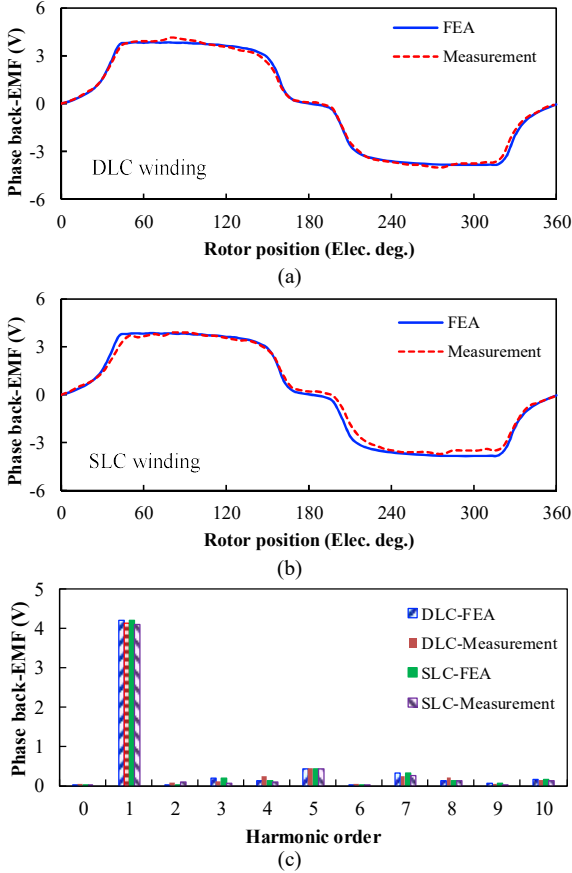 6
3
0
-3
-6
Phase back-EMF (V)
FEA
Measurement
DLC winding
0 60 120 180 240 300 360
Rotor position (Elec. deg.)
(a)
6
3
0
-3
-6
Phase back-EMF (V)
FEA
Measurement
SLC winding
0 60 120 180 240 300 360
Rotor position (Elec. deg.)
(b)
5
4
3
2
1
0
Phase back-EMF (V)
DLC-FEA
DLC-Measurement
SLC-FEA
SLC-Measurement
0 1 2 3 4 5 6 7 8 9 10
Harmonic order
(c)